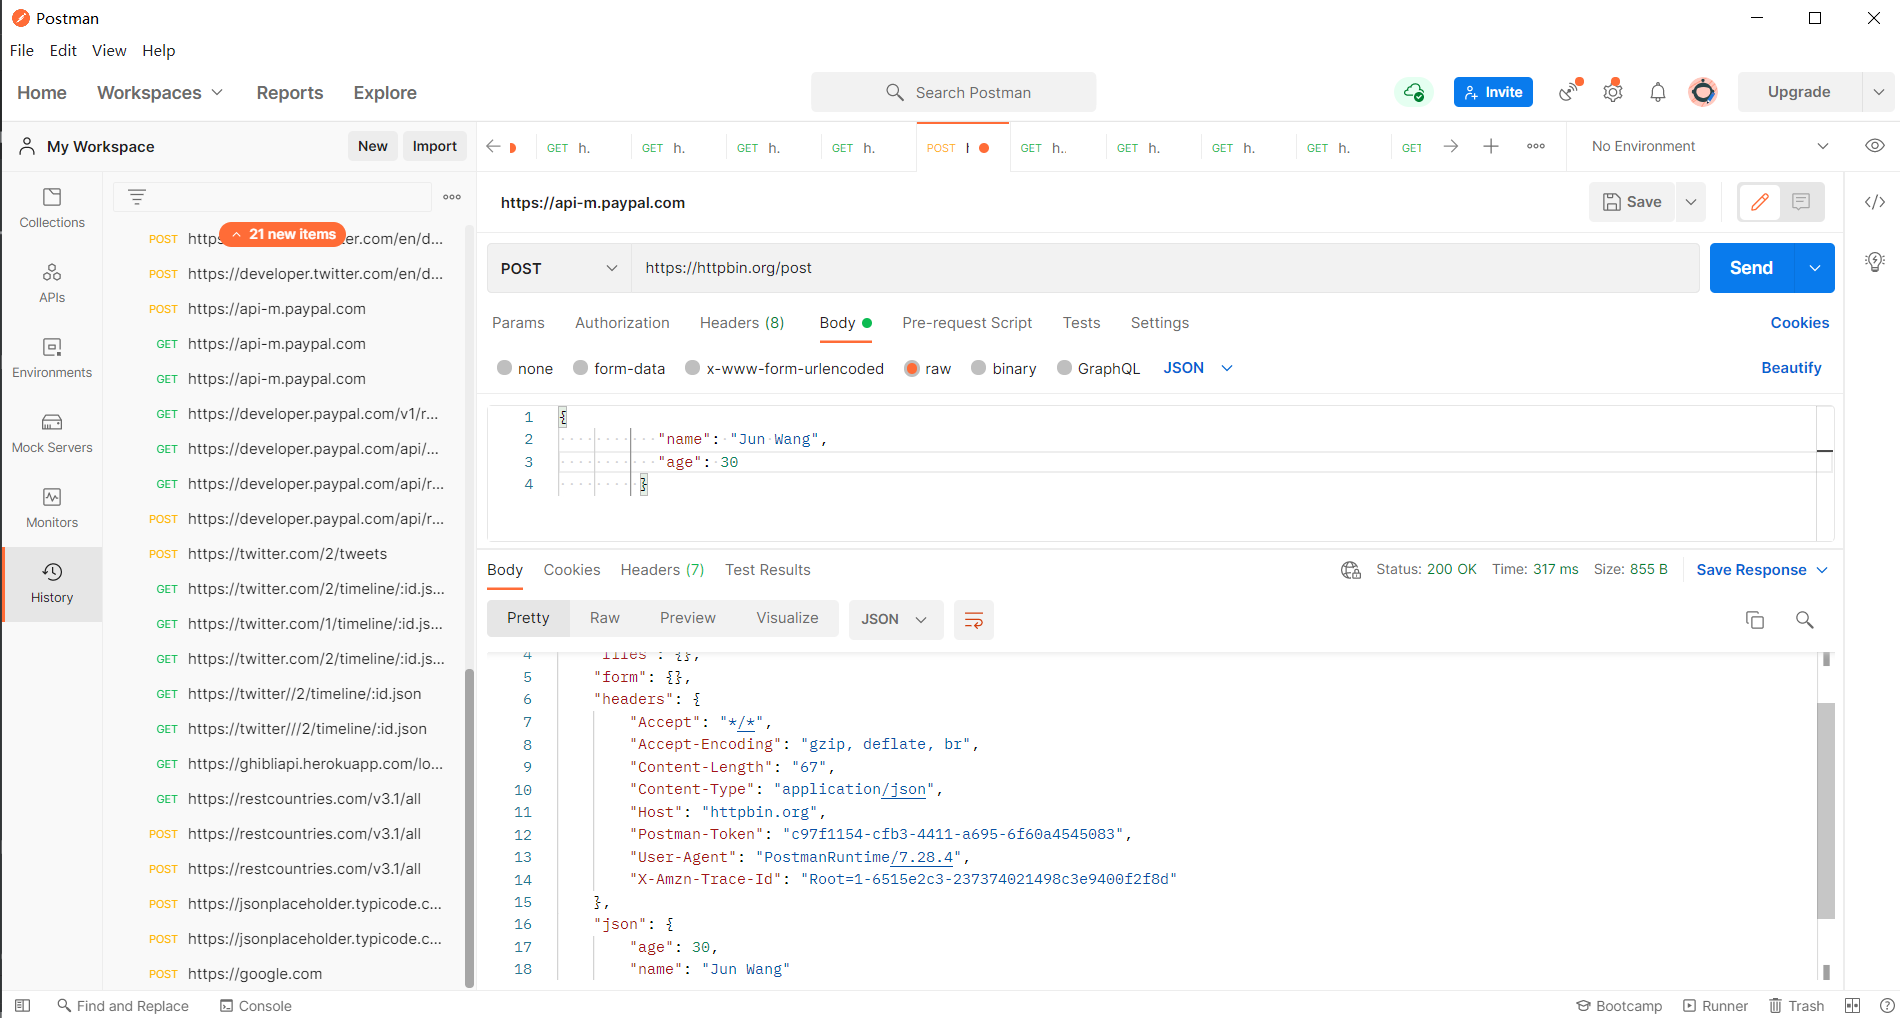 Postman
File Edit View Help
Home Workspaces Reports Explore Search Postman Invite Upgrade
My Workspace New Import
GET h. GET h. GET h. GET h. POST GET h.. GET h. GET h. GET h. GET No Environment
Collections
APIs
Environments
Mock Servers
Monitors
History
21 new items
POST
POST https://developer.twitter.com/en/d...
POST https://api-m.paypal.com
GET https://api-m.paypal.com
GET https://api-m.paypal.com
GET https://developer.paypal.com/v1/r...
GET https://developer.paypal.com/api/...
GET https://developer.paypal.com/api/r...
POST https://developer.paypal.com/api/r...
POST https://twitter.com/2/tweets
GET https://twitter.com/2/timeline/:id.js...
GET https://twitter.com/1/timeline/:id.js...
GET https://twitter.com/2/timeline/:id.js...
GET https://twitter//2/timeline/:id.json
GET https://twitter///2/timeline/:id.json
GET https://ghibliapi.herokuapp.com/lo...
GET https://restcountries.com/v3.1/all
POST https://restcountries.com/v3.1/all
POST https://restcountries.com/v3.1/all
POST https://jsonplaceholder.typicode.c...
POST https://jsonplaceholder.typicode.c...
POST https://google.com
https://api-m.paypal.com Save
POST https://httpbin.org/post Send
Params Authorization Headers (8) Body Pre-request Script Tests Settings Cookies
none form-data x-www-form-urlencoded raw binary GraphQL JSON Beautify
1 {
2 "name": "Jun Wang",
3 "age": 30
4 }
Body Cookies Headers (7) Test Results Status: 200 OK Time: 317 ms Size: 855 B Save Response
Pretty Raw Preview Visualize JSON
4 "files": {},
5 "form": {},
6 "headers": {
7 "Accept": "*/*",
8 "Accept-Encoding": "gzip, deflate, br",
9 "Content-Length": "67",
10 "Content-Type": "application/json",
11 "Host": "httpbin.org",
12 "Postman-Token": "c97f1154-cfb3-4411-a695-6f60a4545083",
13 "User-Agent": "PostmanRuntime/7.28.4",
14 "X-Amzn-Trace-Id": "Root=1-6515e2c3-237374021498c3e9400f2f8d"
15 },
16 "json": {
17 "age": 30,
18 "name": "Jun Wang"
Find and Replace Console Bootcamp Runner Trash